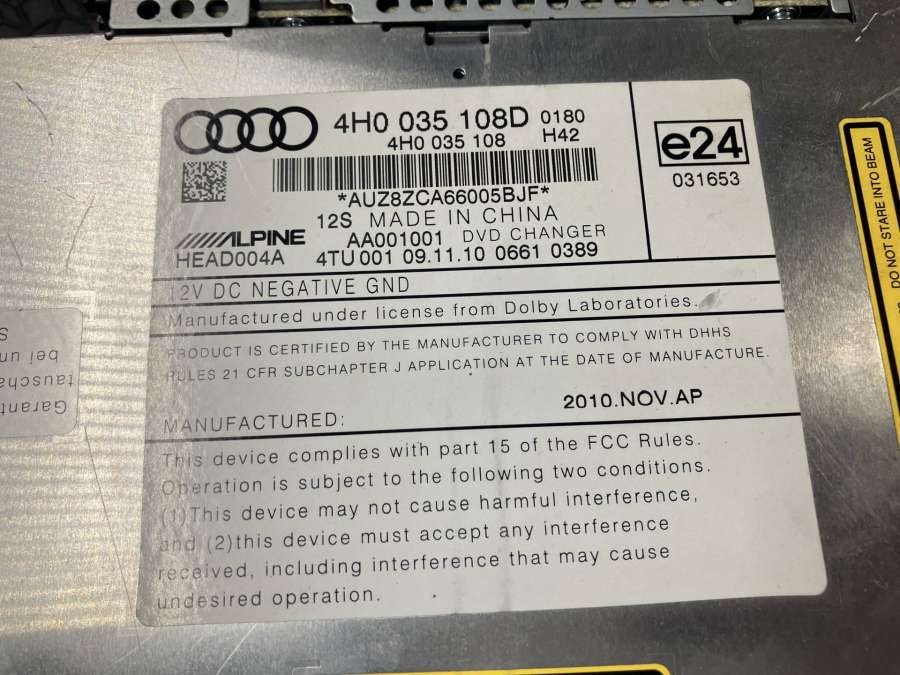 4H0 035 108D 0180
4H0 035 108 H42
*AUZ8ZCA66005BJF*
12S MADE IN CHINA
ALPINE AA001001 DVD CHANGER
HEAD004A 4TU 001 09.11.10 0661 0389
e24
031653
12V DC NEGATIVE GND
Manufactured under license from Dolby Laboratories.
PRODUCT IS CERTIFIED BY THE MANUFACTURER TO COMPLY WITH DHHS
RULES 21 CFR SUBCHAPTER J APPLICATION AT THE DATE OF MANUFACTURE.
2010.NOV.AP
MANUFACTURED:
This device complies with part 15 of the FCC Rules.
Operation is subject to the following two conditions.
(1)This device may not cause harmful interference,
and (2)this device must accept any interference
received, including interference that may cause
undesired operation.
DO NOT STARE INTO BEAM
Garant
tauscha
bei un
S